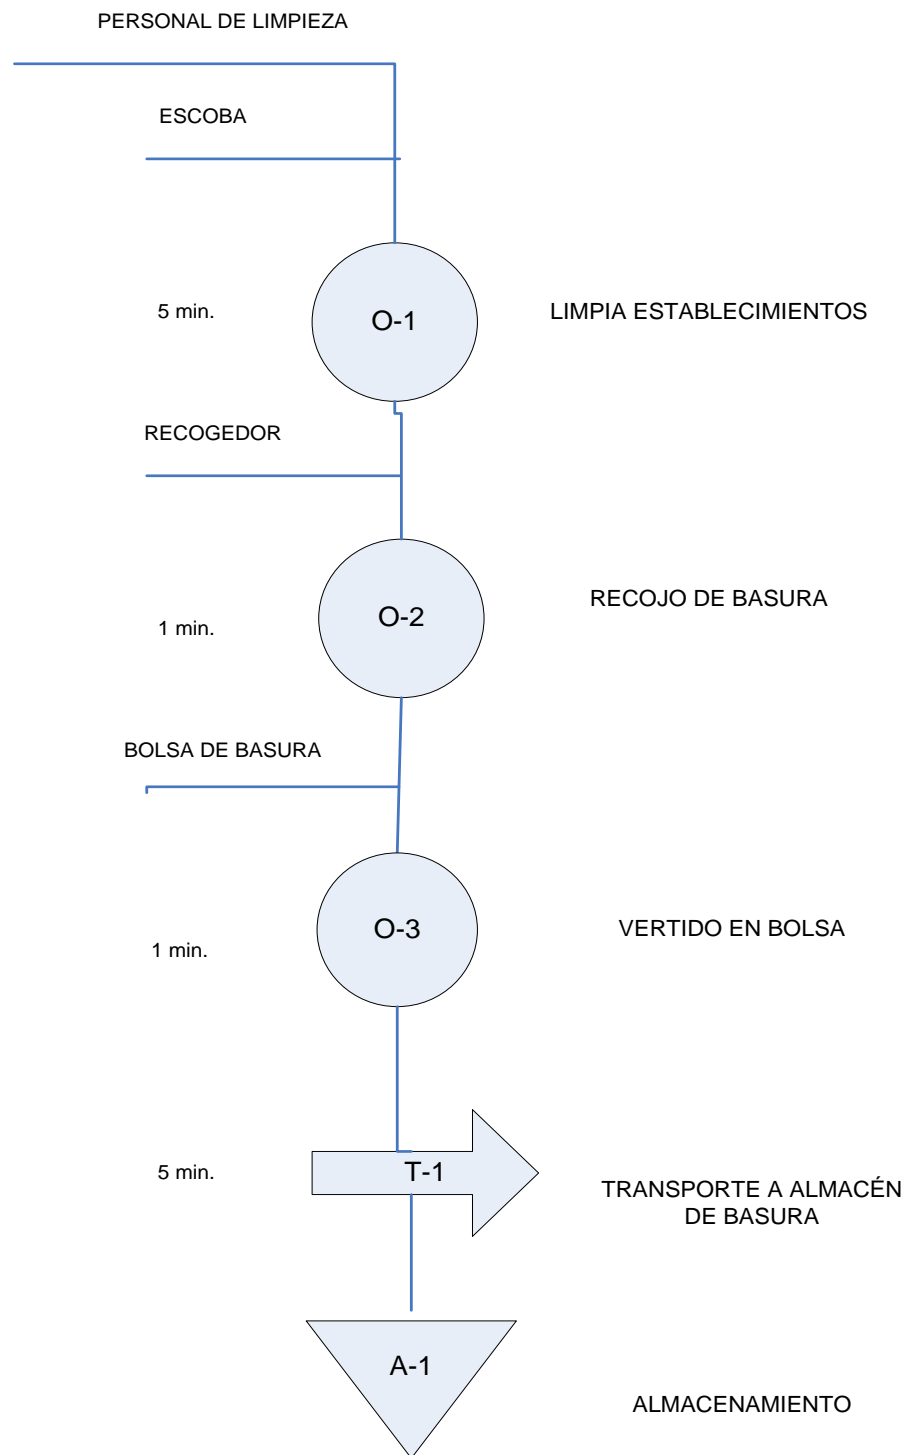 PERSONAL DE LIMPIEZA
ESCOBA
5 min.
O-1
LIMPIA ESTABLECIMIENTOS
RECOGEDOR
1 min.
O-2
RECOJO DE BASURA
BOLSA DE BASURA
1 min.
O-3
VERTIDO EN BOLSA
5 min.
T-1
TRANSPORTE A ALMACÉN
DE BASURA
A-1
ALMACENAMIENTO